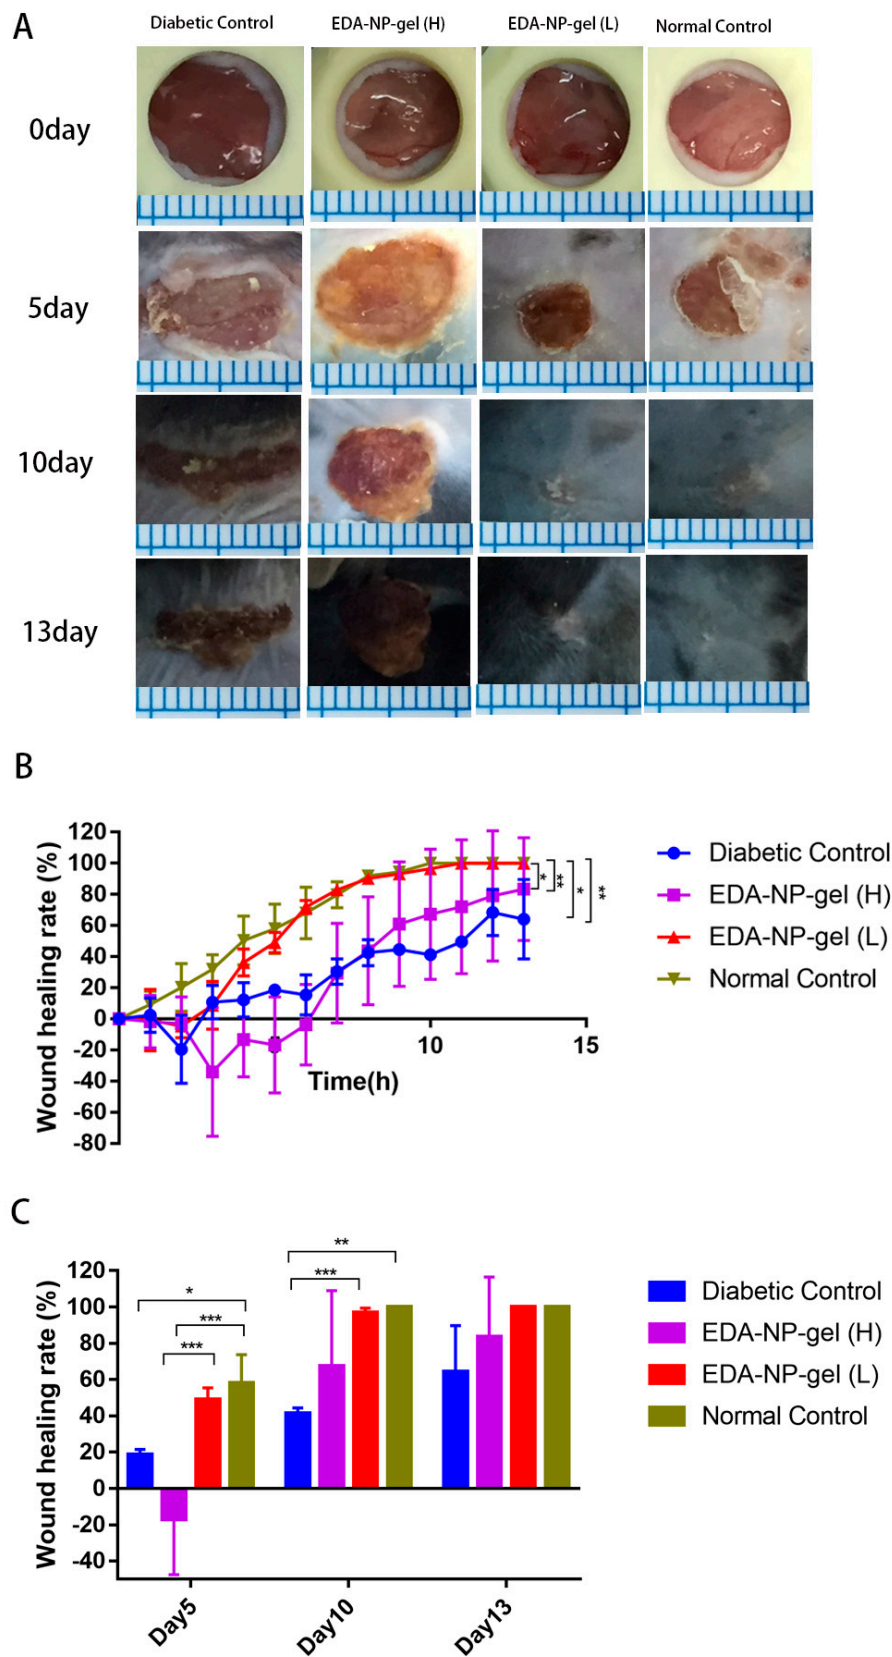 A
Diabetic Control EDA-NP-gel (H) EDA-NP-gel (L) Normal Control
0day
5day
10day
13day
B
Wound healing rate (%)
120
100
80
60
40
20
0
-20
-40
-60
-80
10 15
Time(h)
* ** * **
Diabetic Control
EDA-NP-gel (H)
EDA-NP-gel (L)
Normal Control
C
Wound healing rate (%)
120
100
80
60
40
20
0
-20
-40
* *** ***
** ***
Day5 Day10 Day13
Diabetic Control
EDA-NP-gel (H)
EDA-NP-gel (L)
Normal Control